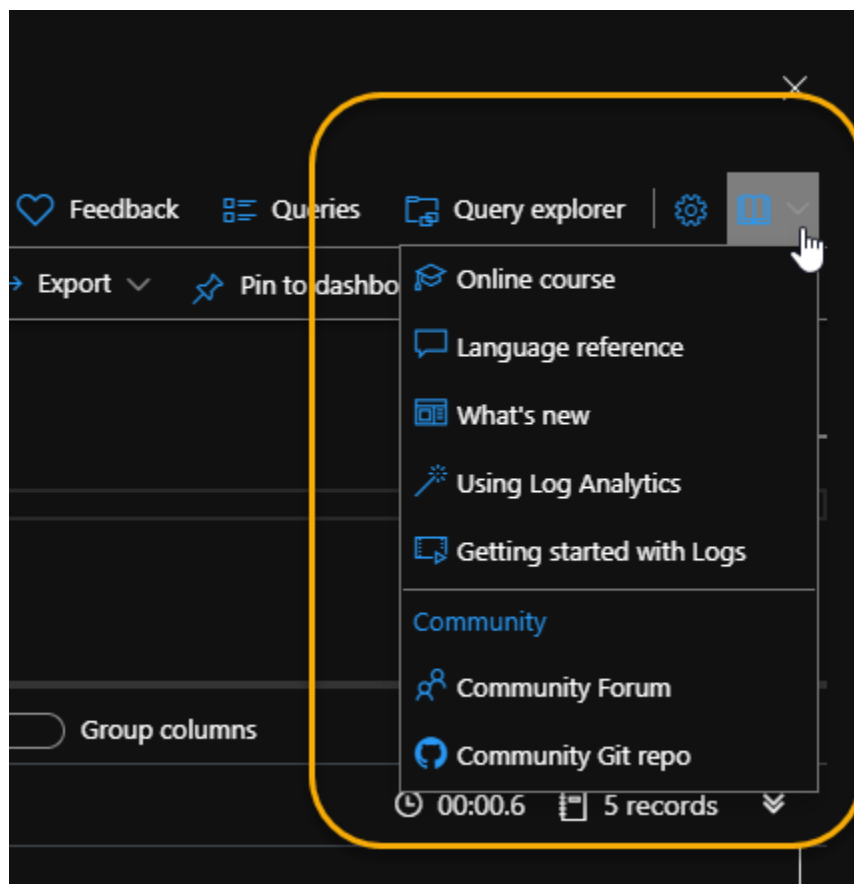 Feedback Queries Query explorer
Export Pin to dashbo
Online course
Language reference
What's new
Using Log Analytics
Getting started with Logs
Community
Community Forum
Community Git repo
Group columns
00:00.6 5 records